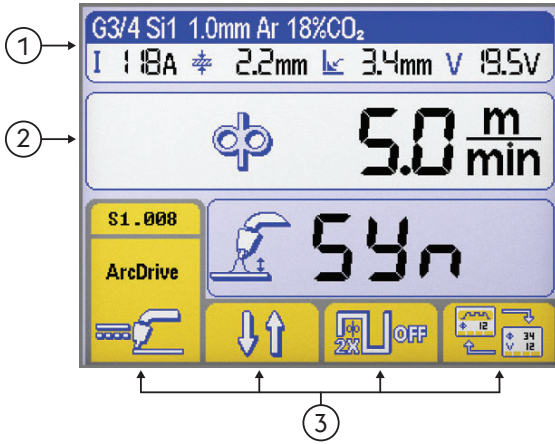 G3/4 Si1 1.0mm Ar 18%CO₂
I 118A 2.2mm 3.4mm V 19.5V
1
2
5.0 m/min
S1.008
ArcDrive
Syn
2X OFF
12
34
V 12
3